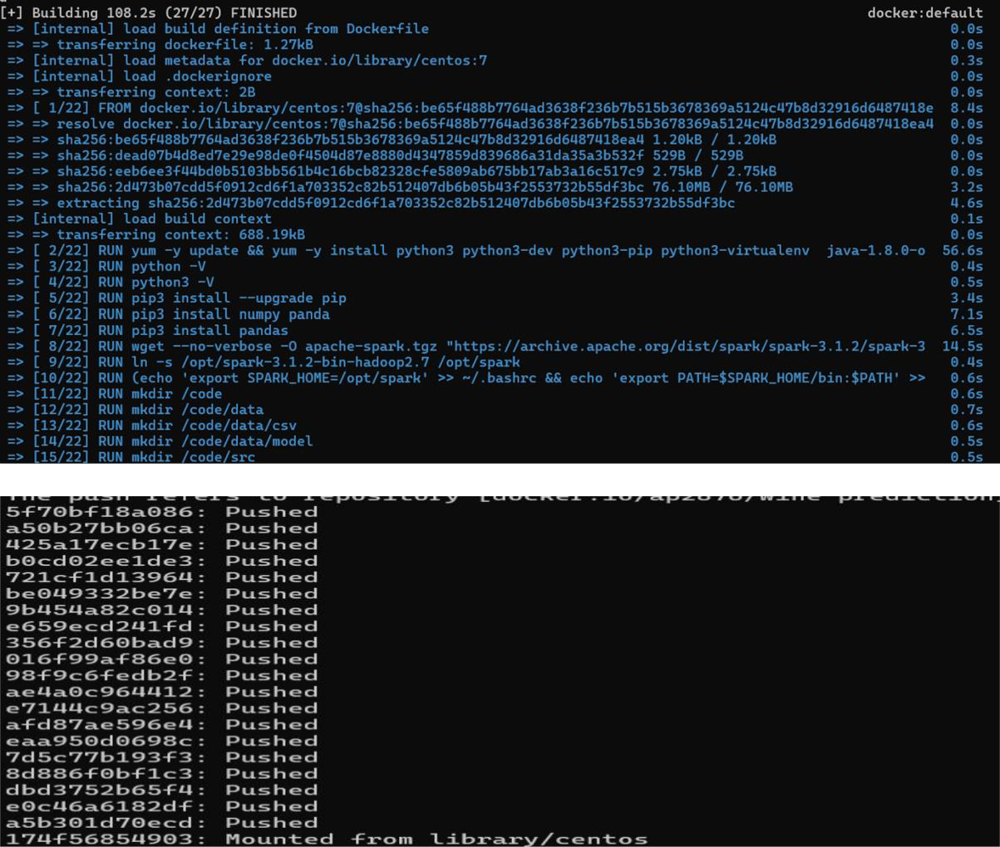 [+] Building 108.2s (27/27) FINISHED docker:default
=> [internal] load build definition from Dockerfile 0.0s
=> => transferring dockerfile: 1.27kB 0.0s
=> [internal] load metadata for docker.io/library/centos:7 0.3s
=> [internal] load .dockerignore 0.0s
=> => transferring context: 2B 0.0s
=> [ 1/22] FROM docker.io/library/centos:7@sha256:be65f488b7764ad3638f236b7b515b3678369a5124c47b8d32916d6487418e 8.4s
=> => resolve docker.io/library/centos:7@sha256:be65f488b7764ad3638f236b7b515b3678369a5124c47b8d32916d6487418ea4 0.0s
=> => sha256:be65f488b7764ad3638f236b7b515b3678369a5124c47b8d32916d6487418ea4 1.20kB / 1.20kB 0.0s
=> => sha256:dead07b4d8ed7e29e98de0f4504d87e8880d4347859d839686a31da35a3b532f 529B / 529B 0.0s
=> => sha256:eeb6ee3f44bd0b5103bb561b4c16bcb82328cfe5809ab675bb17ab3a16c517c9 2.75kB / 2.75kB 0.0s
=> => sha256:2d473b07cdd5f0912cd6f1a703352c82b512407db6b05b43f2553732b55df3bc 76.10MB / 76.10MB 3.2s
=> => extracting sha256:2d473b07cdd5f0912cd6f1a703352c82b512407db6b05b43f2553732b55df3bc 4.6s
=> [internal] load build context 0.1s
=> => transferring context: 688.19kB 0.0s
=> [ 2/22] RUN yum -y update && yum -y install python3 python3-dev python3-pip python3-virtualenv java-1.8.0-o 56.6s
=> [ 3/22] RUN python -V 0.4s
=> [ 4/22] RUN python3 -V 0.5s
=> [ 5/22] RUN pip3 install --upgrade pip 3.4s
=> [ 6/22] RUN pip3 install numpy panda 7.1s
=> [ 7/22] RUN pip3 install pandas 6.5s
=> [ 8/22] RUN wget --no-verbose -O apache-spark.tgz "https://archive.apache.org/dist/spark/spark-3.1.2/spark-3 14.5s
=> [ 9/22] RUN ln -s /opt/spark-3.1.2-bin-hadoop2.7 /opt/spark 0.4s
=> [10/22] RUN (echo 'export SPARK_HOME=/opt/spark' >> ~/.bashrc && echo 'export PATH=$SPARK_HOME/bin:$PATH' >> 0.6s
=> [11/22] RUN mkdir /code 0.6s
=> [12/22] RUN mkdir /code/data 0.7s
=> [13/22] RUN mkdir /code/data/csv 0.6s
=> [14/22] RUN mkdir /code/data/model 0.5s
=> [15/22] RUN mkdir /code/src 0.5s
The push refers to repository
5f70bf18a086: Pushed
a50b27bb06ca: Pushed
425a17ecb17e: Pushed
b0cd02ee1de3: Pushed
721cf1d13964: Pushed
be049332be7e: Pushed
9b454a82c014: Pushed
e659ecd241fd: Pushed
356f2d60bad9: Pushed
016f99af86e0: Pushed
98f9c6fedb2f: Pushed
ae4a0c964412: Pushed
e7144c9ac256: Pushed
afd87ae596e4: Pushed
eaa950d0698c: Pushed
7d5c77b193f3: Pushed
8d886f0bf1c3: Pushed
dbd3752b65f4: Pushed
e0c46a6182df: Pushed
a5b301d70ecd: Pushed
174f56854903: Mounted from library/centos